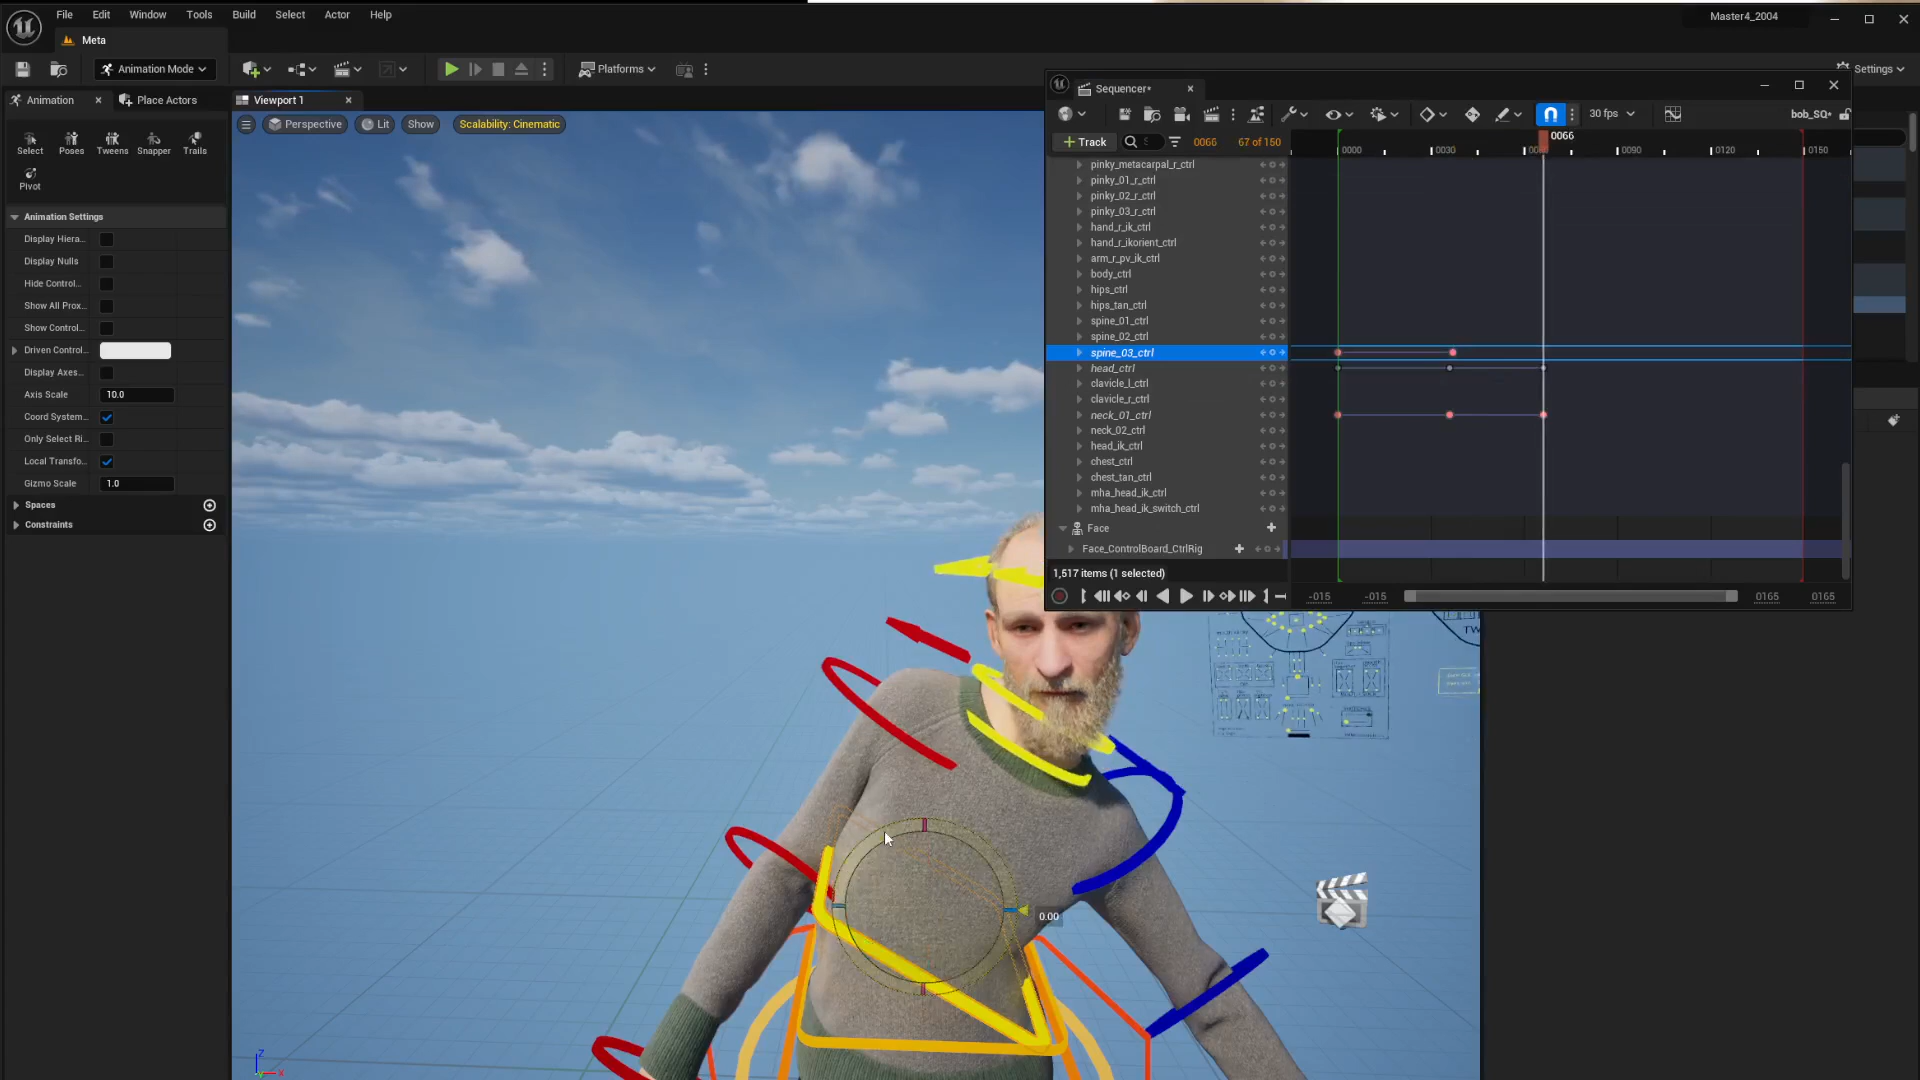 File Edit Window Tools Build Select Actor Help
Master4_2004
Meta
Animation Mode
Platforms
Settings
Animation
Place Actors
Viewport 1
Select Poses Tweens Snapper Trails
Pivot
Perspective Lit Show Scalability: Cinematic
Animation Settings
Display Hiera...
Display Nulls
Hide Control...
Show All Prox...
Show Control...
Driven Control...
Display Axes...
Axis Scale 10.0
Coord System...
Only Select Ri...
Local Transfo...
Gizmo Scale 1.0
Spaces
Constraints
Sequencer*
30 fps
bob_SQ*
Track
0066 67 of 150
0066
0000 0030 0090 0120 0150
pinky_metacarpal_r_ctrl
pinky_01_r_ctrl
pinky_02_r_ctrl
pinky_03_r_ctrl
hand_r_ik_ctrl
hand_r_ikorient_ctrl
arm_r_pv_ik_ctrl
body_ctrl
hips_ctrl
hips_tan_ctrl
spine_01_ctrl
spine_02_ctrl
spine_03_ctrl
head_ctrl
clavicle_l_ctrl
clavicle_r_ctrl
neck_01_ctrl
neck_02_ctrl
head_ik_ctrl
chest_ctrl
chest_tan_ctrl
mha_head_ik_ctrl
mha_head_ik_switch_ctrl
Face
Face_ControlBoard_CtrlRig
1,517 items (1 selected)
-015 -015 0165 0165
TW
0.00
Z
X